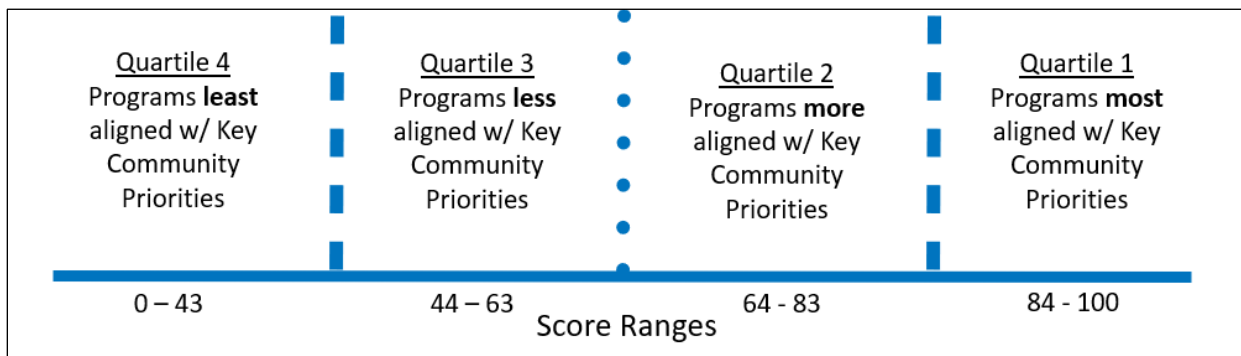 Quartile 4
Programs least
aligned w/ Key
Community
Priorities
Quartile 3
Programs less
aligned w/ Key
Community
Priorities
Quartile 2
Programs more
aligned w/ Key
Community
Priorities
Quartile 1
Programs most
aligned w/ Key
Community
Priorities
0 – 43
44 – 63
64 - 83
84 - 100
Score Ranges